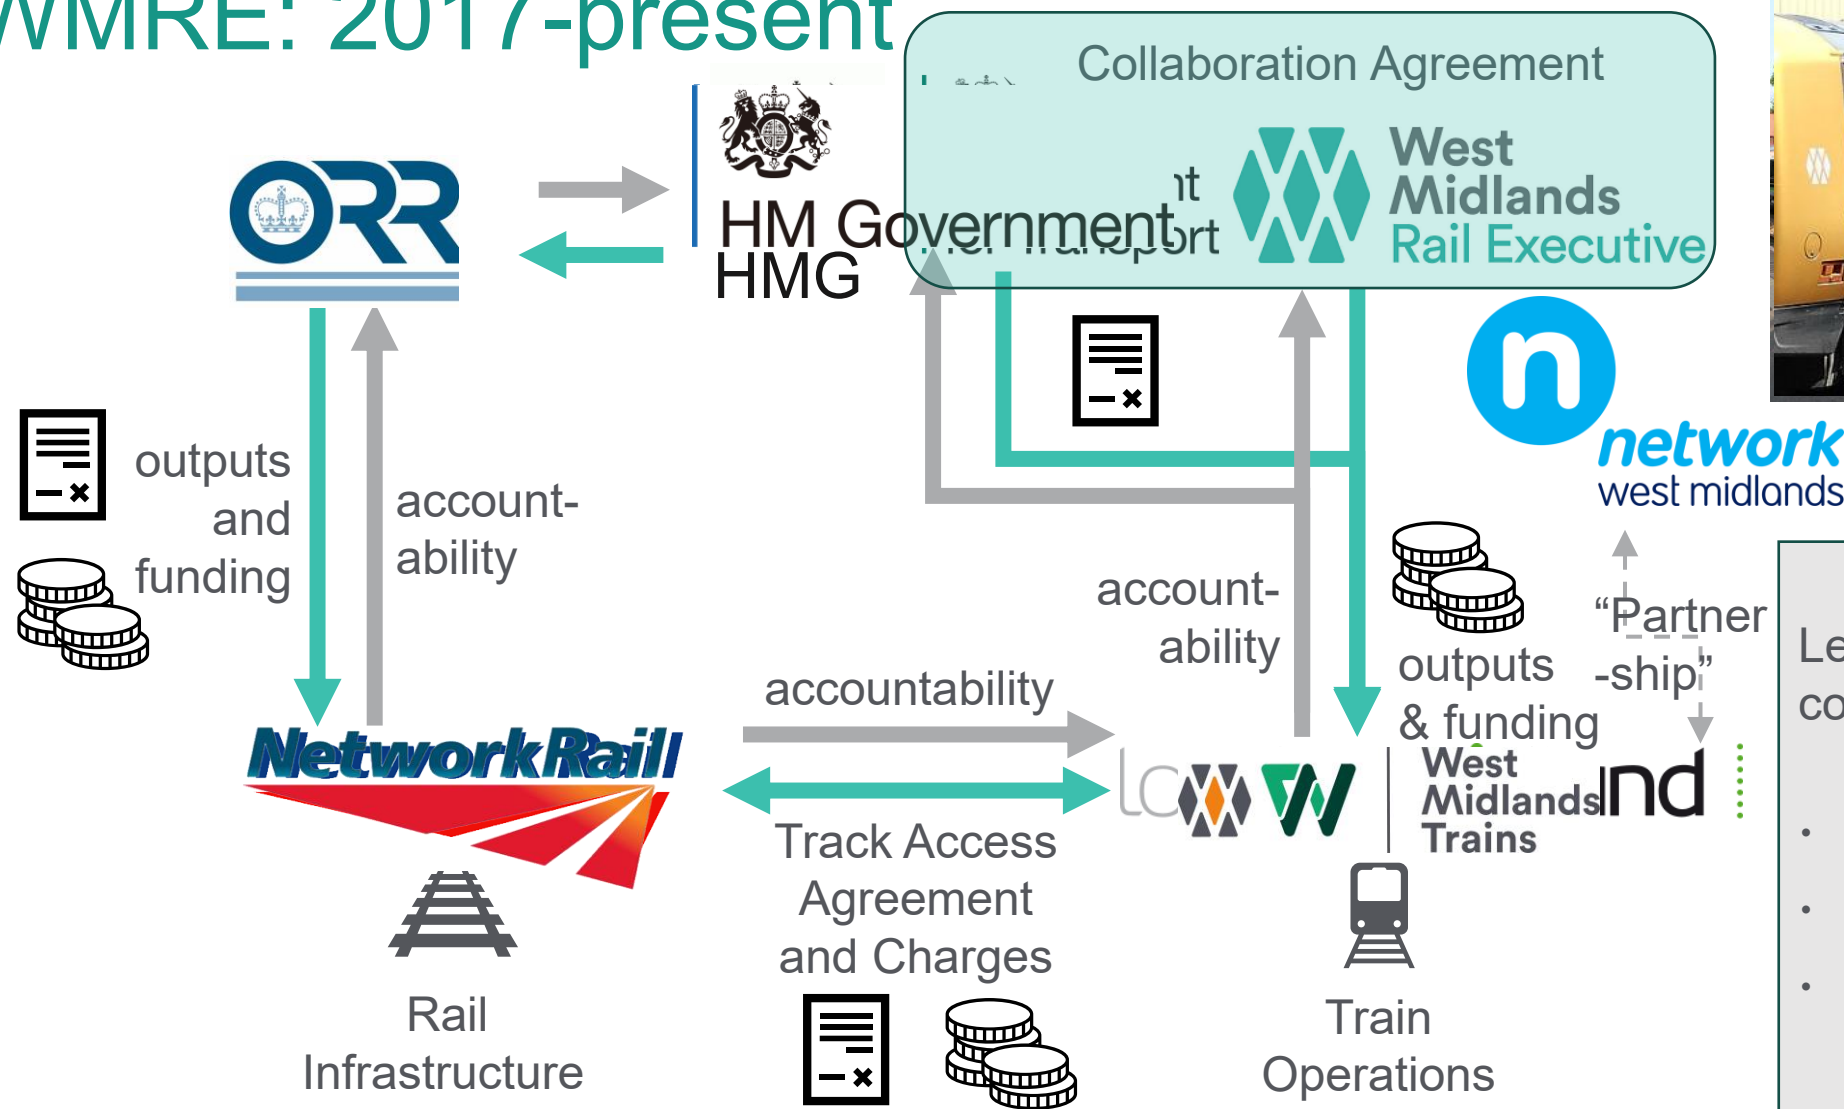 WMRE: 2017-present
Collaboration Agreement
ORR
HM Government
HMG
West
Midlands
Rail Executive
n
network
west midlands
outputs
and
funding
account-
ability
account-
ability
outputs
& funding
“Partner
-ship”
accountability
NetworkRail
Track Access
Agreement
and Charges
West
Midlands
Trains
Rail
Infrastructure
Train
Operations